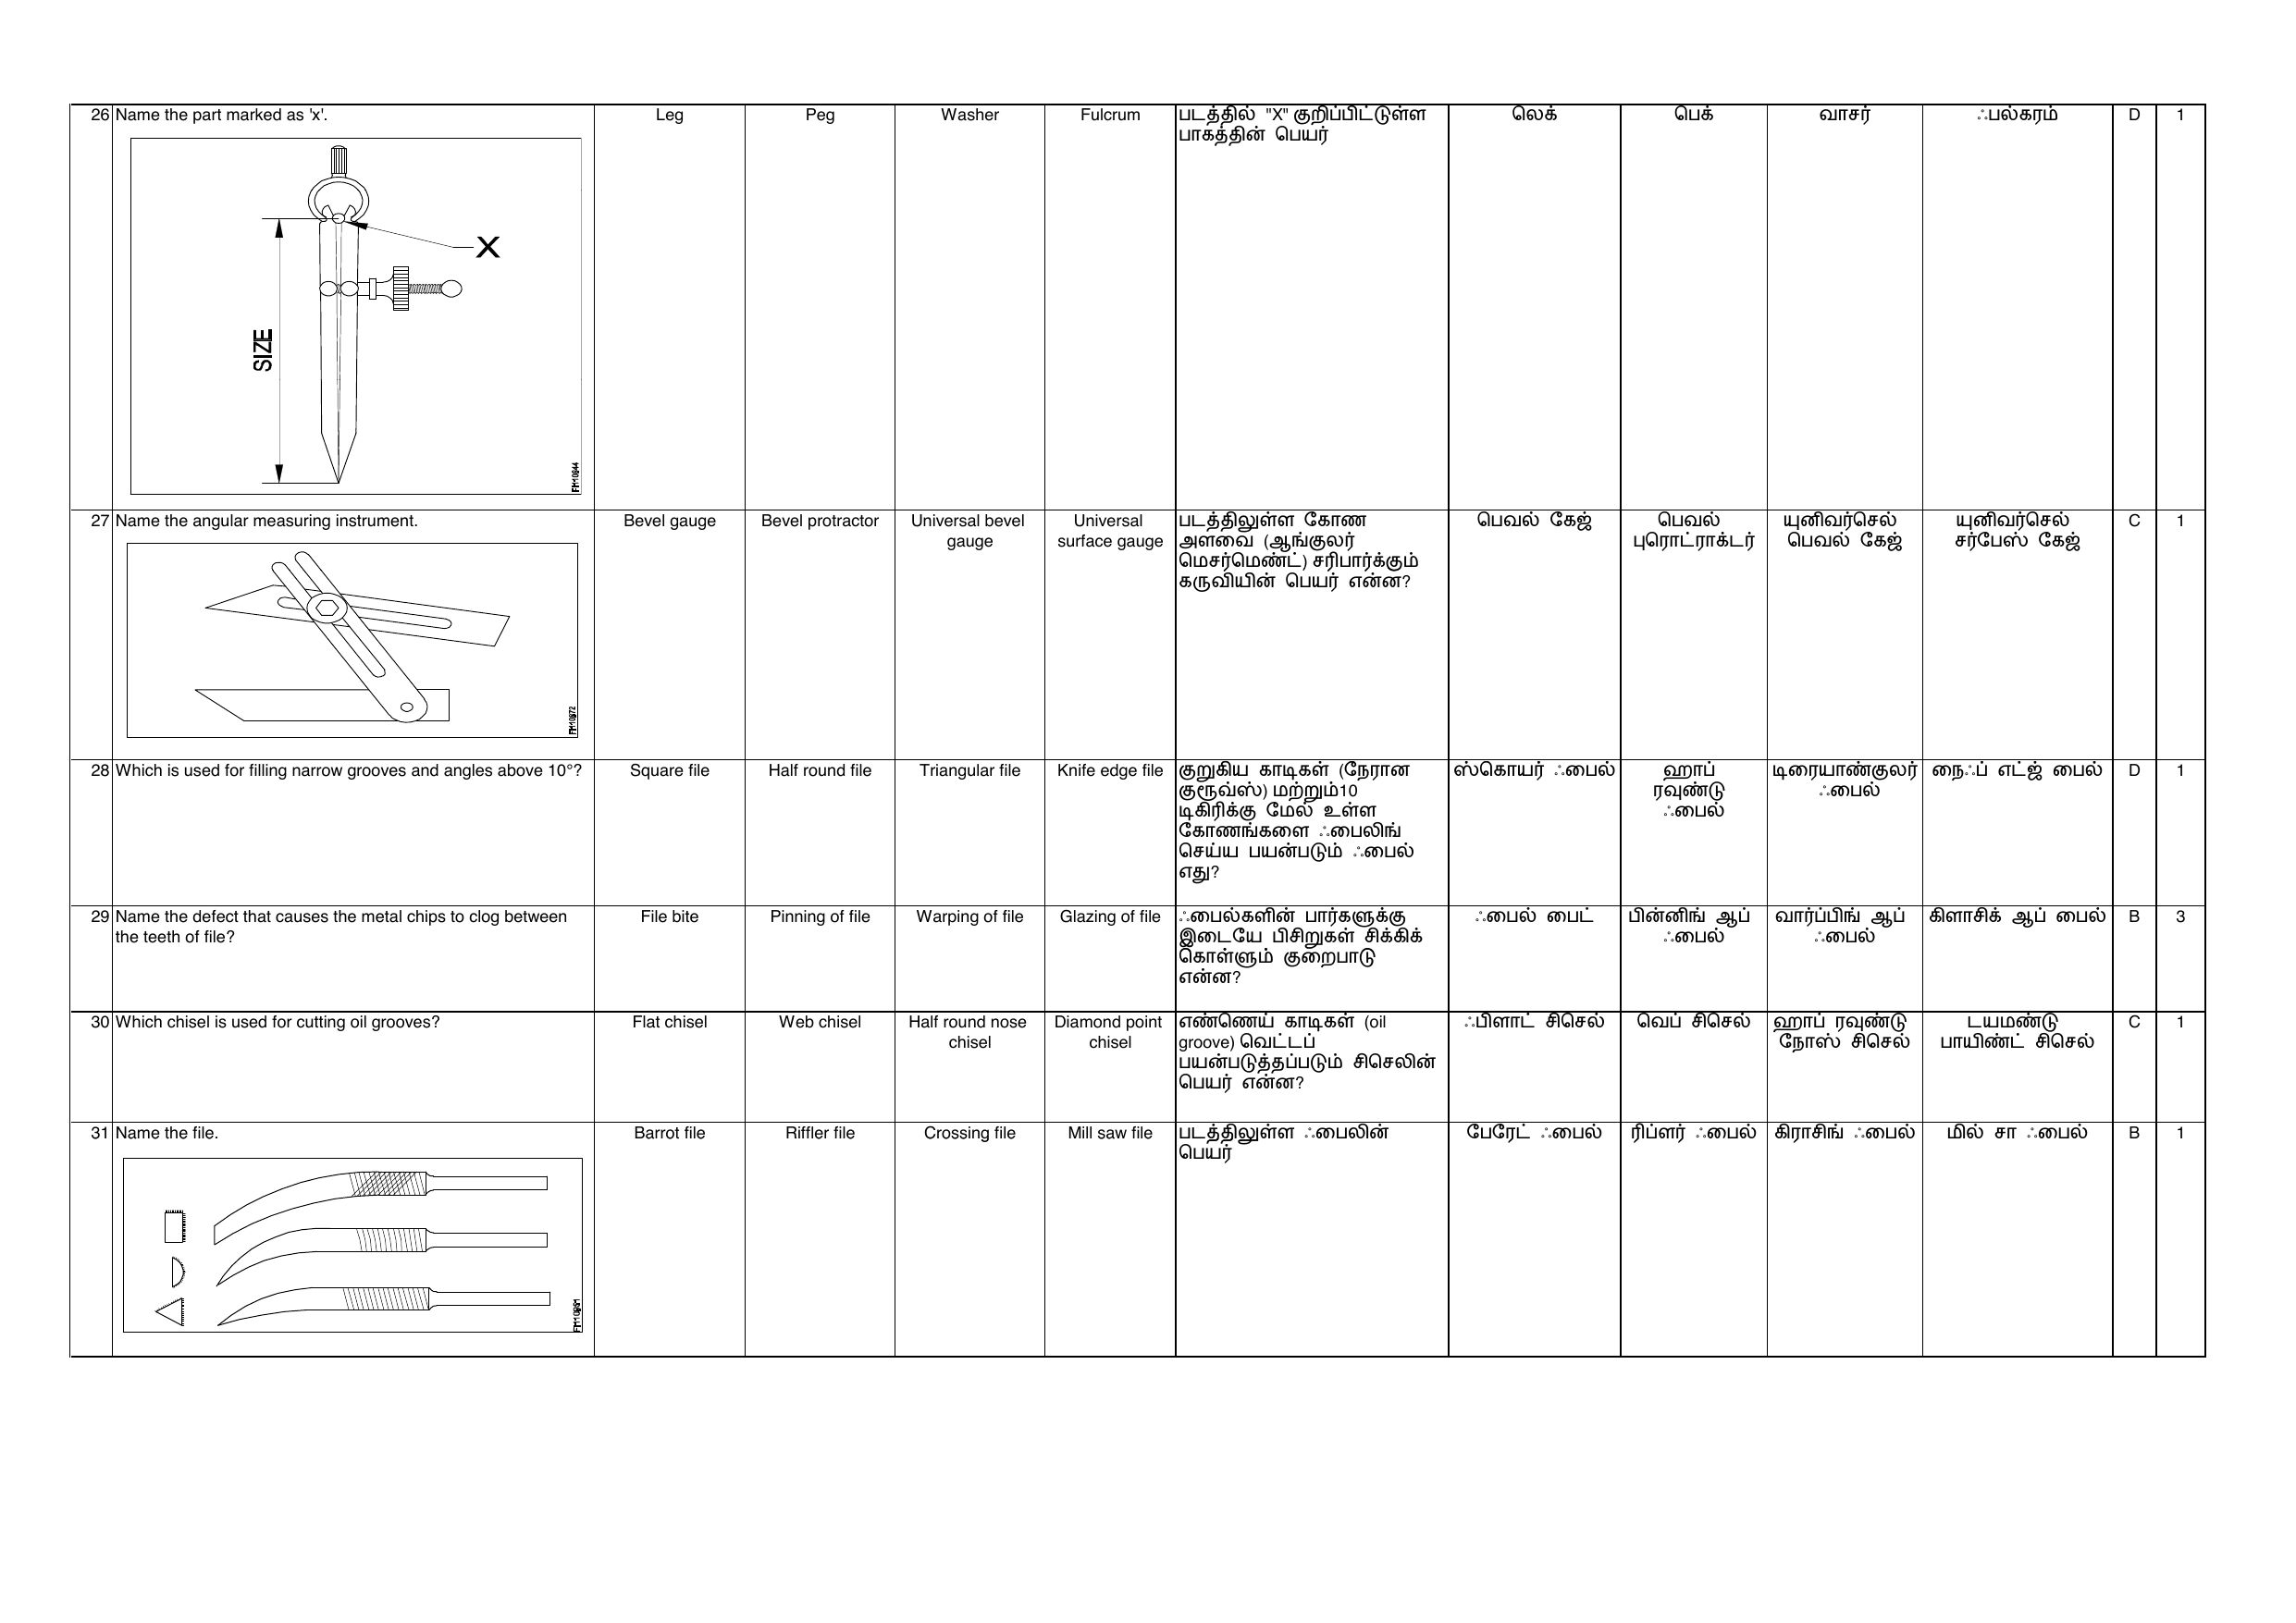 26 Name the part marked as 'x'. Leg Peg Washer Fulcrum படத்தில் "X" குறிப்பிட்டுள்ள லெக் பெக் வாசர் ஃபல்கரம் D 1
பாகத்தின் பெயர்
X
SIZE
FM10644
27 Name the angular measuring instrument. Bevel gauge Bevel protractor Universal bevel Universal படத்திலுள்ள கோண பெவல் கேஜ் பெவல் யுனிவர்செல் யுனிவர்செல் C 1
gauge surface gauge அளவை (ஆங்குலர் புரொட்ராக்டர் பெவல் கேஜ் சர்பேஸ் கேஜ்
மெசர்மெண்ட்) சரிபார்க்கும்
கருவியின் பெயர் என்ன?
28 Which is used for filling narrow grooves and angles above 10°? Square file Half round file Triangular file Knife edge file குறுகிய காடிகள் (நேரான ஸ்கொயர் ஃபைல் ஹாப் டிரையாண்குலர் நைஃப் எட்ஜ் பைல் D 1
குரூவ்ஸ்) மற்றும்10 ரவுண்டு ஃபைல்
டிகிரிக்கு மேல் உள்ள ஃபைல்
கோணங்களை ஃபைலிங்
செய்ய பயன்படும் ஃபைல்
எது?
29 Name the defect that causes the metal chips to clog between File bite Pinning of file Warping of file Glazing of file ஃபைல்களின் பார்களுக்கு ஃபைல் பைட் பின்னிங் ஆப் வார்ப்பிங் ஆப் கிளாசிக் ஆப் பைல் B 3
the teeth of file? இடையே பிசிறுகள் சிக்கிக் ஃபைல் ஃபைல்
கொள்ளும் குறைபாடு
என்ன?
30 Which chisel is used for cutting oil grooves? Flat chisel Web chisel Half round nose Diamond point எண்ணெய் காடிகள் (oil ஃபிளாட் சிசெல் வெப் சிசெல் ஹாப் ரவுண்டு டயமண்டு C 1
chisel chisel groove) வெட்டப் நோஸ் சிசெல் பாயிண்ட் சிசெல்
பயன்படுத்தப்படும் சிசெலின்
பெயர் என்ன?
31 Name the file. Barrot file Riffler file Crossing file Mill saw file படத்திலுள்ள ஃபைலின் பேரேட் ஃபைல் ரிப்ளர் ஃபைல் கிராசிங் ஃபைல் மில் சா ஃபைல் B 1
பெயர்